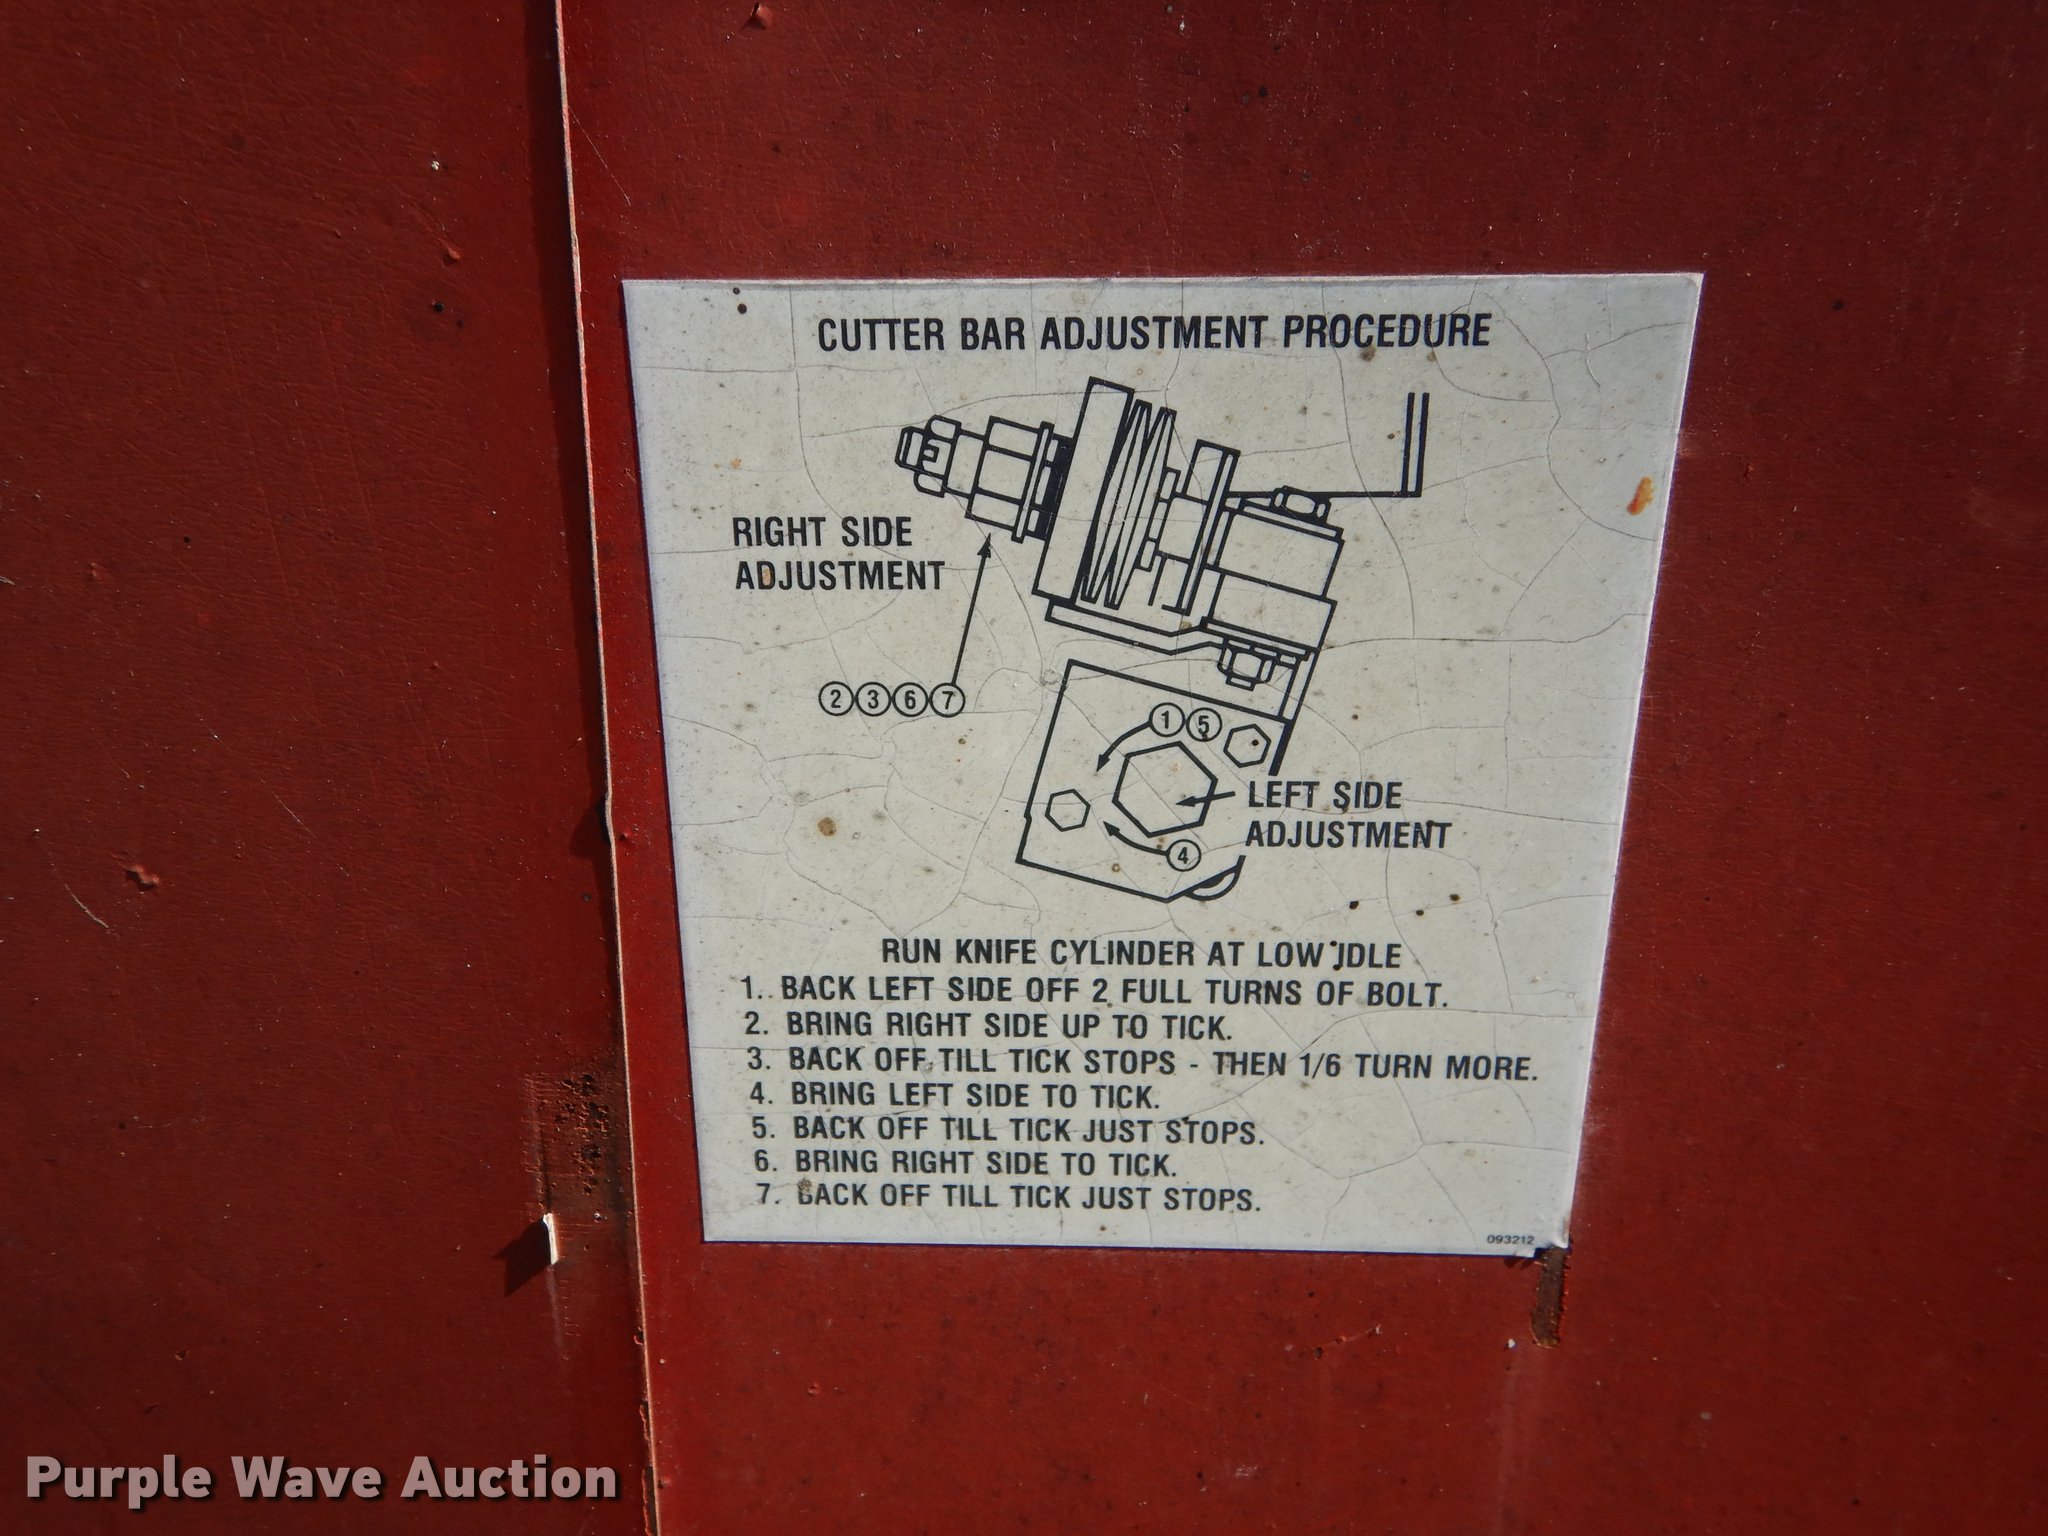 CUTTER BAR ADJUSTMENT PROCEDURE
RIGHT SIDE
ADJUSTMENT
2 3 6 7
1 5
LEFT SIDE
ADJUSTMENT
4
RUN KNIFE CYLINDER AT LOW IDLE
1. BACK LEFT SIDE OFF 2 FULL TURNS OF BOLT.
2. BRING RIGHT SIDE UP TO TICK.
3. BACK OFF TILL TICK STOPS - THEN 1/6 TURN MORE.
4. BRING LEFT SIDE TO TICK.
5. BACK OFF TILL TICK JUST STOPS.
6. BRING RIGHT SIDE TO TICK.
7. BACK OFF TILL TICK JUST STOPS.
093212
Purple Wave Auction